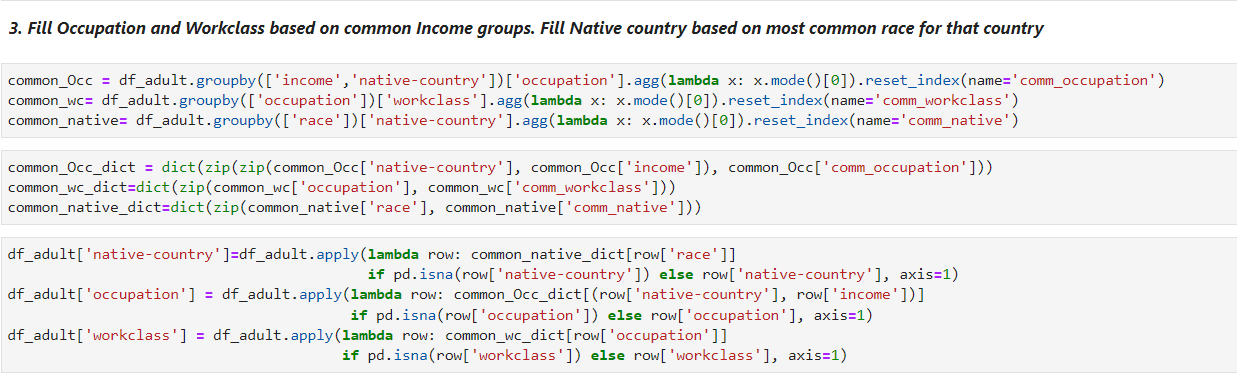 3. Fill Occupation and Workclass based on common Income groups. Fill Native country based on most common race for that country
common_Occ = df_adult.groupby(['income','native-country'])['occupation'].agg(lambda x: x.mode()[0]).reset_index(name='comm_occupation')
common_wc= df_adult.groupby(['occupation'])['workclass'].agg(lambda x: x.mode()[0]).reset_index(name='comm_workclass')
common_native= df_adult.groupby(['race'])['native-country'].agg(lambda x: x.mode()[0]).reset_index(name='comm_native')
common_Occ_dict = dict(zip(zip(common_Occ['native-country'], common_Occ['income']), common_Occ['comm_occupation']))
common_wc_dict=dict(zip(common_wc['occupation'], common_wc['comm_workclass']))
common_native_dict=dict(zip(common_native['race'], common_native['comm_native']))
df_adult['native-country']=df_adult.apply(lambda row: common_native_dict[row['race']]
if pd.isna(row['native-country']) else row['native-country'], axis=1)
df_adult['occupation'] = df_adult.apply(lambda row: common_Occ_dict[(row['native-country'], row['income'])]
if pd.isna(row['occupation']) else row['occupation'], axis=1)
df_adult['workclass'] = df_adult.apply(lambda row: common_wc_dict[row['occupation']]
if pd.isna(row['workclass']) else row['workclass'], axis=1)